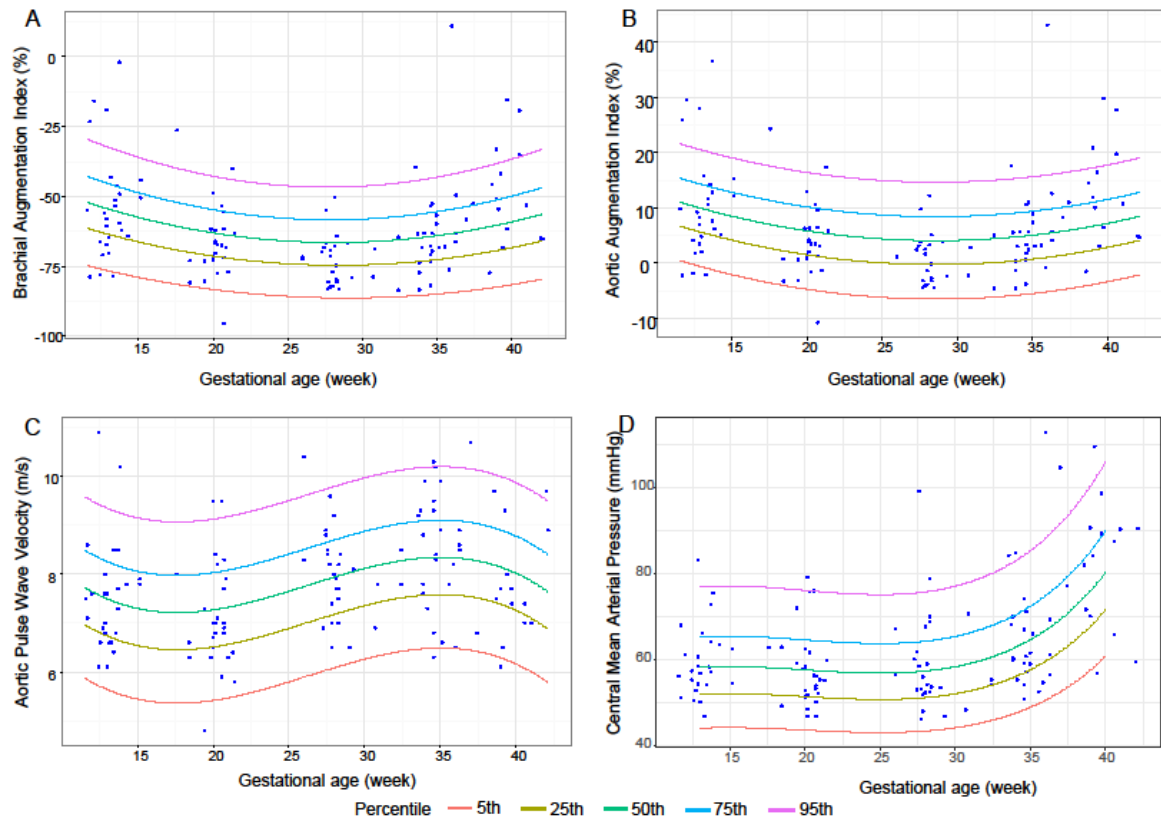 A
Brachial Augmentation Index (%)
0
-25
-50
-75
-100
15 20 25 30 35 40
Gestational age (week)
B
Aortic Augmentation Index (%)
40
30
20
10
0
-10
15 20 25 30 35 40
Gestational age (week)
C
Aortic Pulse Wave Velocity (m/s)
10
8
6
15 20 25 30 35 40
Gestational age (week)
D
Central Mean Arterial Pressure (mmHg)
100
80
60
40
15 20 25 30 35 40
Gestational age (week)
Percentile 5th 25th 50th 75th 95th